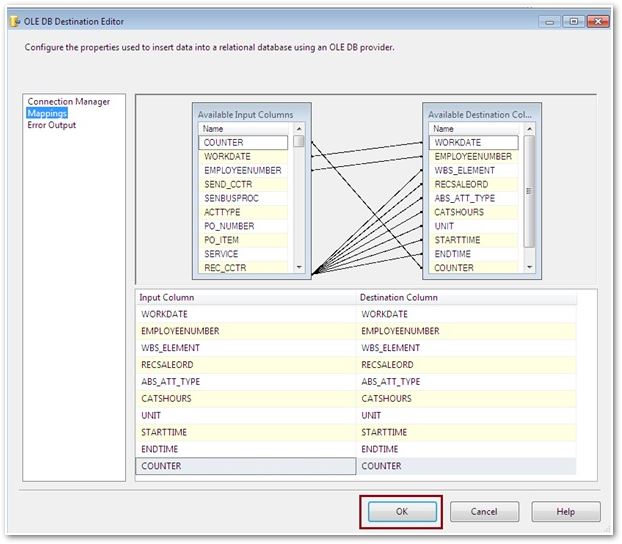 OLE DB Destination Editor
Configure the properties used to insert data into a relational database using an OLE DB provider.
Connection Manager
Mappings
Error Output
Available Input Columns
Name
COUNTER
WORKDATE
EMPLOYEENUMBER
SEND_CCTR
SENBUSPROC
ACTTYPE
PO_NUMBER
PO_ITEM
SERVICE
REC_CCTR
Available Destination Col...
Name
WORKDATE
EMPLOYEENUMBER
WBS_ELEMENT
RECSALEORD
ABS_ATT_TYPE
CATSHOURS
UNIT
STARTTIME
ENDTIME
COUNTER
Input Column Destination Column
WORKDATE WORKDATE
EMPLOYEENUMBER EMPLOYEENUMBER
WBS_ELEMENT WBS_ELEMENT
RECSALEORD RECSALEORD
ABS_ATT_TYPE ABS_ATT_TYPE
CATSHOURS CATSHOURS
UNIT UNIT
STARTTIME STARTTIME
ENDTIME ENDTIME
COUNTER COUNTER
OK Cancel Help